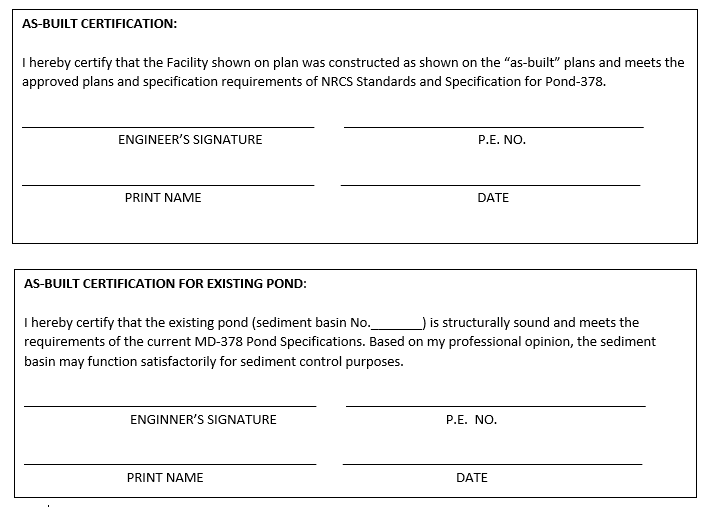 AS-BUILT CERTIFICATION:
I hereby certify that the Facility shown on plan was constructed as shown on the “as-built” plans and meets the
approved plans and specification requirements of NRCS Standards and Specification for Pond-378.
ENGINEER’S SIGNATURE P.E. NO.
PRINT NAME DATE
AS-BUILT CERTIFICATION FOR EXISTING POND:
I hereby certify that the existing pond (sediment basin No.________) is structurally sound and meets the
requirements of the current MD-378 Pond Specifications. Based on my professional opinion, the sediment
basin may function satisfactorily for sediment control purposes.
ENGINNER’S SIGNATURE P.E. NO.
PRINT NAME DATE